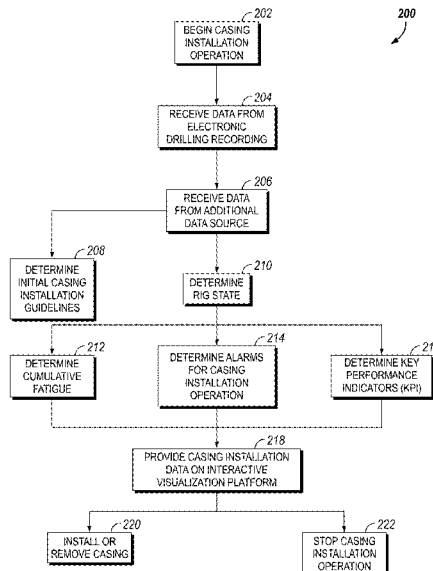 202
200
BEGIN CASING
INSTALLATION
OPERATION
204
RECEIVE DATA FROM
ELECTRONIC
DRILLING RECORDING
206
RECEIVE DATA
FROM ADDITIONAL
DATA SOURCE
208
DETERMINE
INITIAL CASING
INSTALLATION
GUIDELINES
210
DETERMINE
RIG STATE
212
DETERMINE
CUMULATIVE
FATIGUE
214
DETERMINE ALARMS
FOR CASING
INSTALLATION
OPERATION
21
DETERMINE KEY
PERFORMANCE
INDICATORS (KPI)
218
PROVIDE CASING INSTALLATION
DATA ON INTERACTIVE
VISUALIZATION PLATFORM
220
INSTALL OR
REMOVE CASING
222
STOP CASING
INSTALLATION
OPERATION